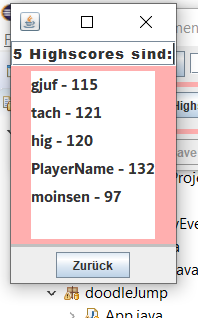 5 Highscores sind:
gjuf - 115
tach - 121
hig - 120
PlayerName - 132
moinsen - 97
Zurück
doodleJump
App.java